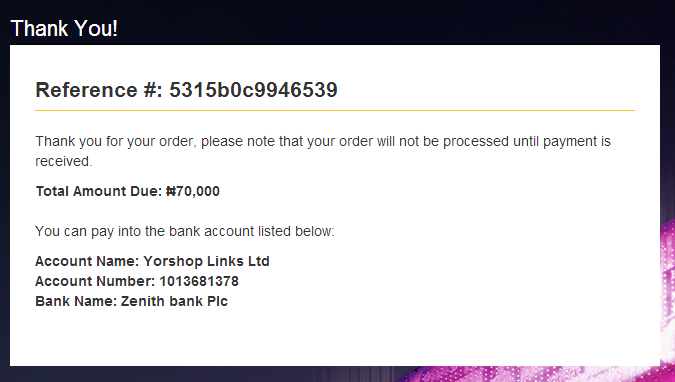 Thank You!
Reference #: 5315b0c9946539
Thank you for your order, please note that your order will not be processed until payment is
received.
Total Amount Due: ₦70,000
You can pay into the bank account listed below:
Account Name: Yorshop Links Ltd
Account Number: 1013681378
Bank Name: Zenith bank Plc